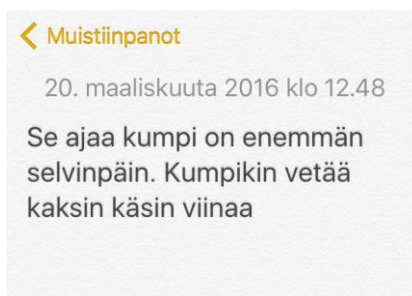 Muistiinpanot
20. maaliskuuta 2016 klo 12.48
Se ajaa kumpi on enemmän
selvinpäin. Kumpikin vetää
kaksin käsin viinaa